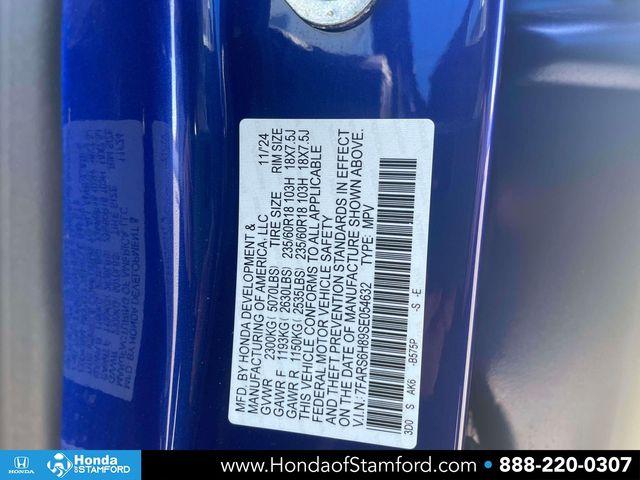 MFD. BY HONDA DEVELOPMENT &
MANUFACTURING OF AMERICA, LLC 11/24
GVWR 2300KG(5070LBS) TIRE SIZE RIM SIZE
GAWR F 1193KG(2630LBS) 235/60R18 103H 18X7.5J
GAWR R 1150KG(2535LBS) 235/60R18 103H 18X7.5J
THIS VEHICLE CONFORMS TO ALL APPLICABLE
FEDERAL MOTOR VEHICLE SAFETY
AND THEFT PREVENTION STANDARDS IN EFFECT
ON THE DATE OF MANUFACTURE SHOWN ABOVE.
V.I.N.:7FARS6H89SE054632 TYPE: MPV
3D0 S AK6 -B575P -S -E
HONDA
Honda
OF STAMFORD
www.HondaofStamford.com • 888-220-0307